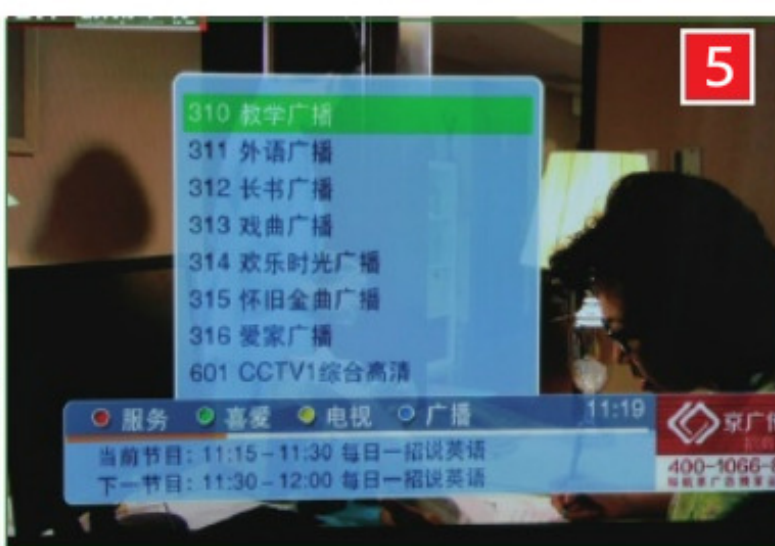 5
310 教学广播
311 外语广播
312 长书广播
313 戏曲广播
314 欢乐时光广播
315 怀旧金曲广播
316 爱家广播
601 CCTV1综合高清
服务 喜爱 电视 广播 11:19
京广传
当前节目: 11:15-11:30 每日一招说英语
下一节目: 11:30-12:00 每日一招说英语
400-1066-